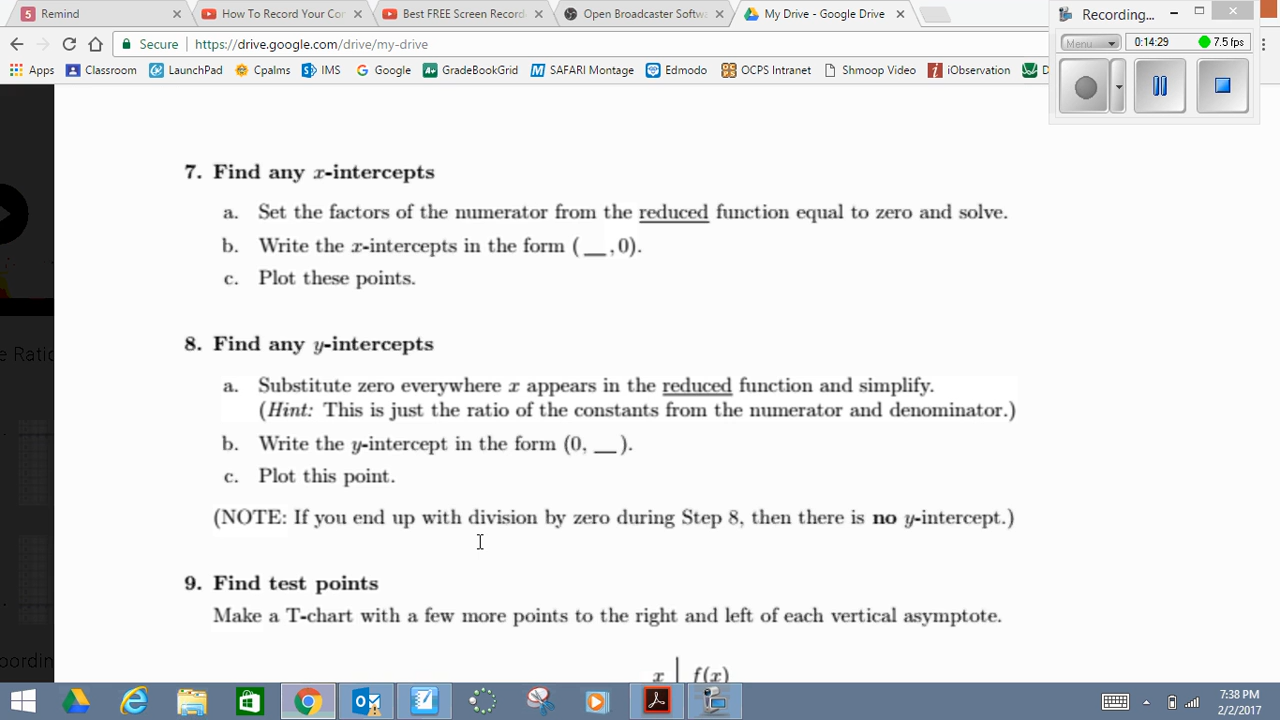 Remind
How To Record Your Con
Best FREE Screen Record
Open Broadcaster Softwa
My Drive - Google Drive
Recording...
Secure
https://drive.google.com/drive/my-drive
Menu
0:14:29
7.5 fps
Apps
Classroom
LaunchPad
Cpalms
IMS
Google
GradeBookGrid
SAFARI Montage
Edmodo
OCPS Intranet
Shmoop Video
iObservation
D
7. Find any x-intercepts
a. Set the factors of the numerator from the reduced function equal to zero and solve.
b. Write the x-intercepts in the form ( __ ,0).
c. Plot these points.
8. Find any y-intercepts
e Ratio
a. Substitute zero everywhere x appears in the reduced function and simplify.
(Hint: This is just the ratio of the constants from the numerator and denominator.)
b. Write the y-intercept in the form (0, __ ).
c. Plot this point.
(NOTE: If you end up with division by zero during Step 8, then there is no y-intercept.)
9. Find test points
Make a T-chart with a few more points to the right and left of each vertical asymptote.
oordin
x | f(x)
7:38 PM
2/2/2017